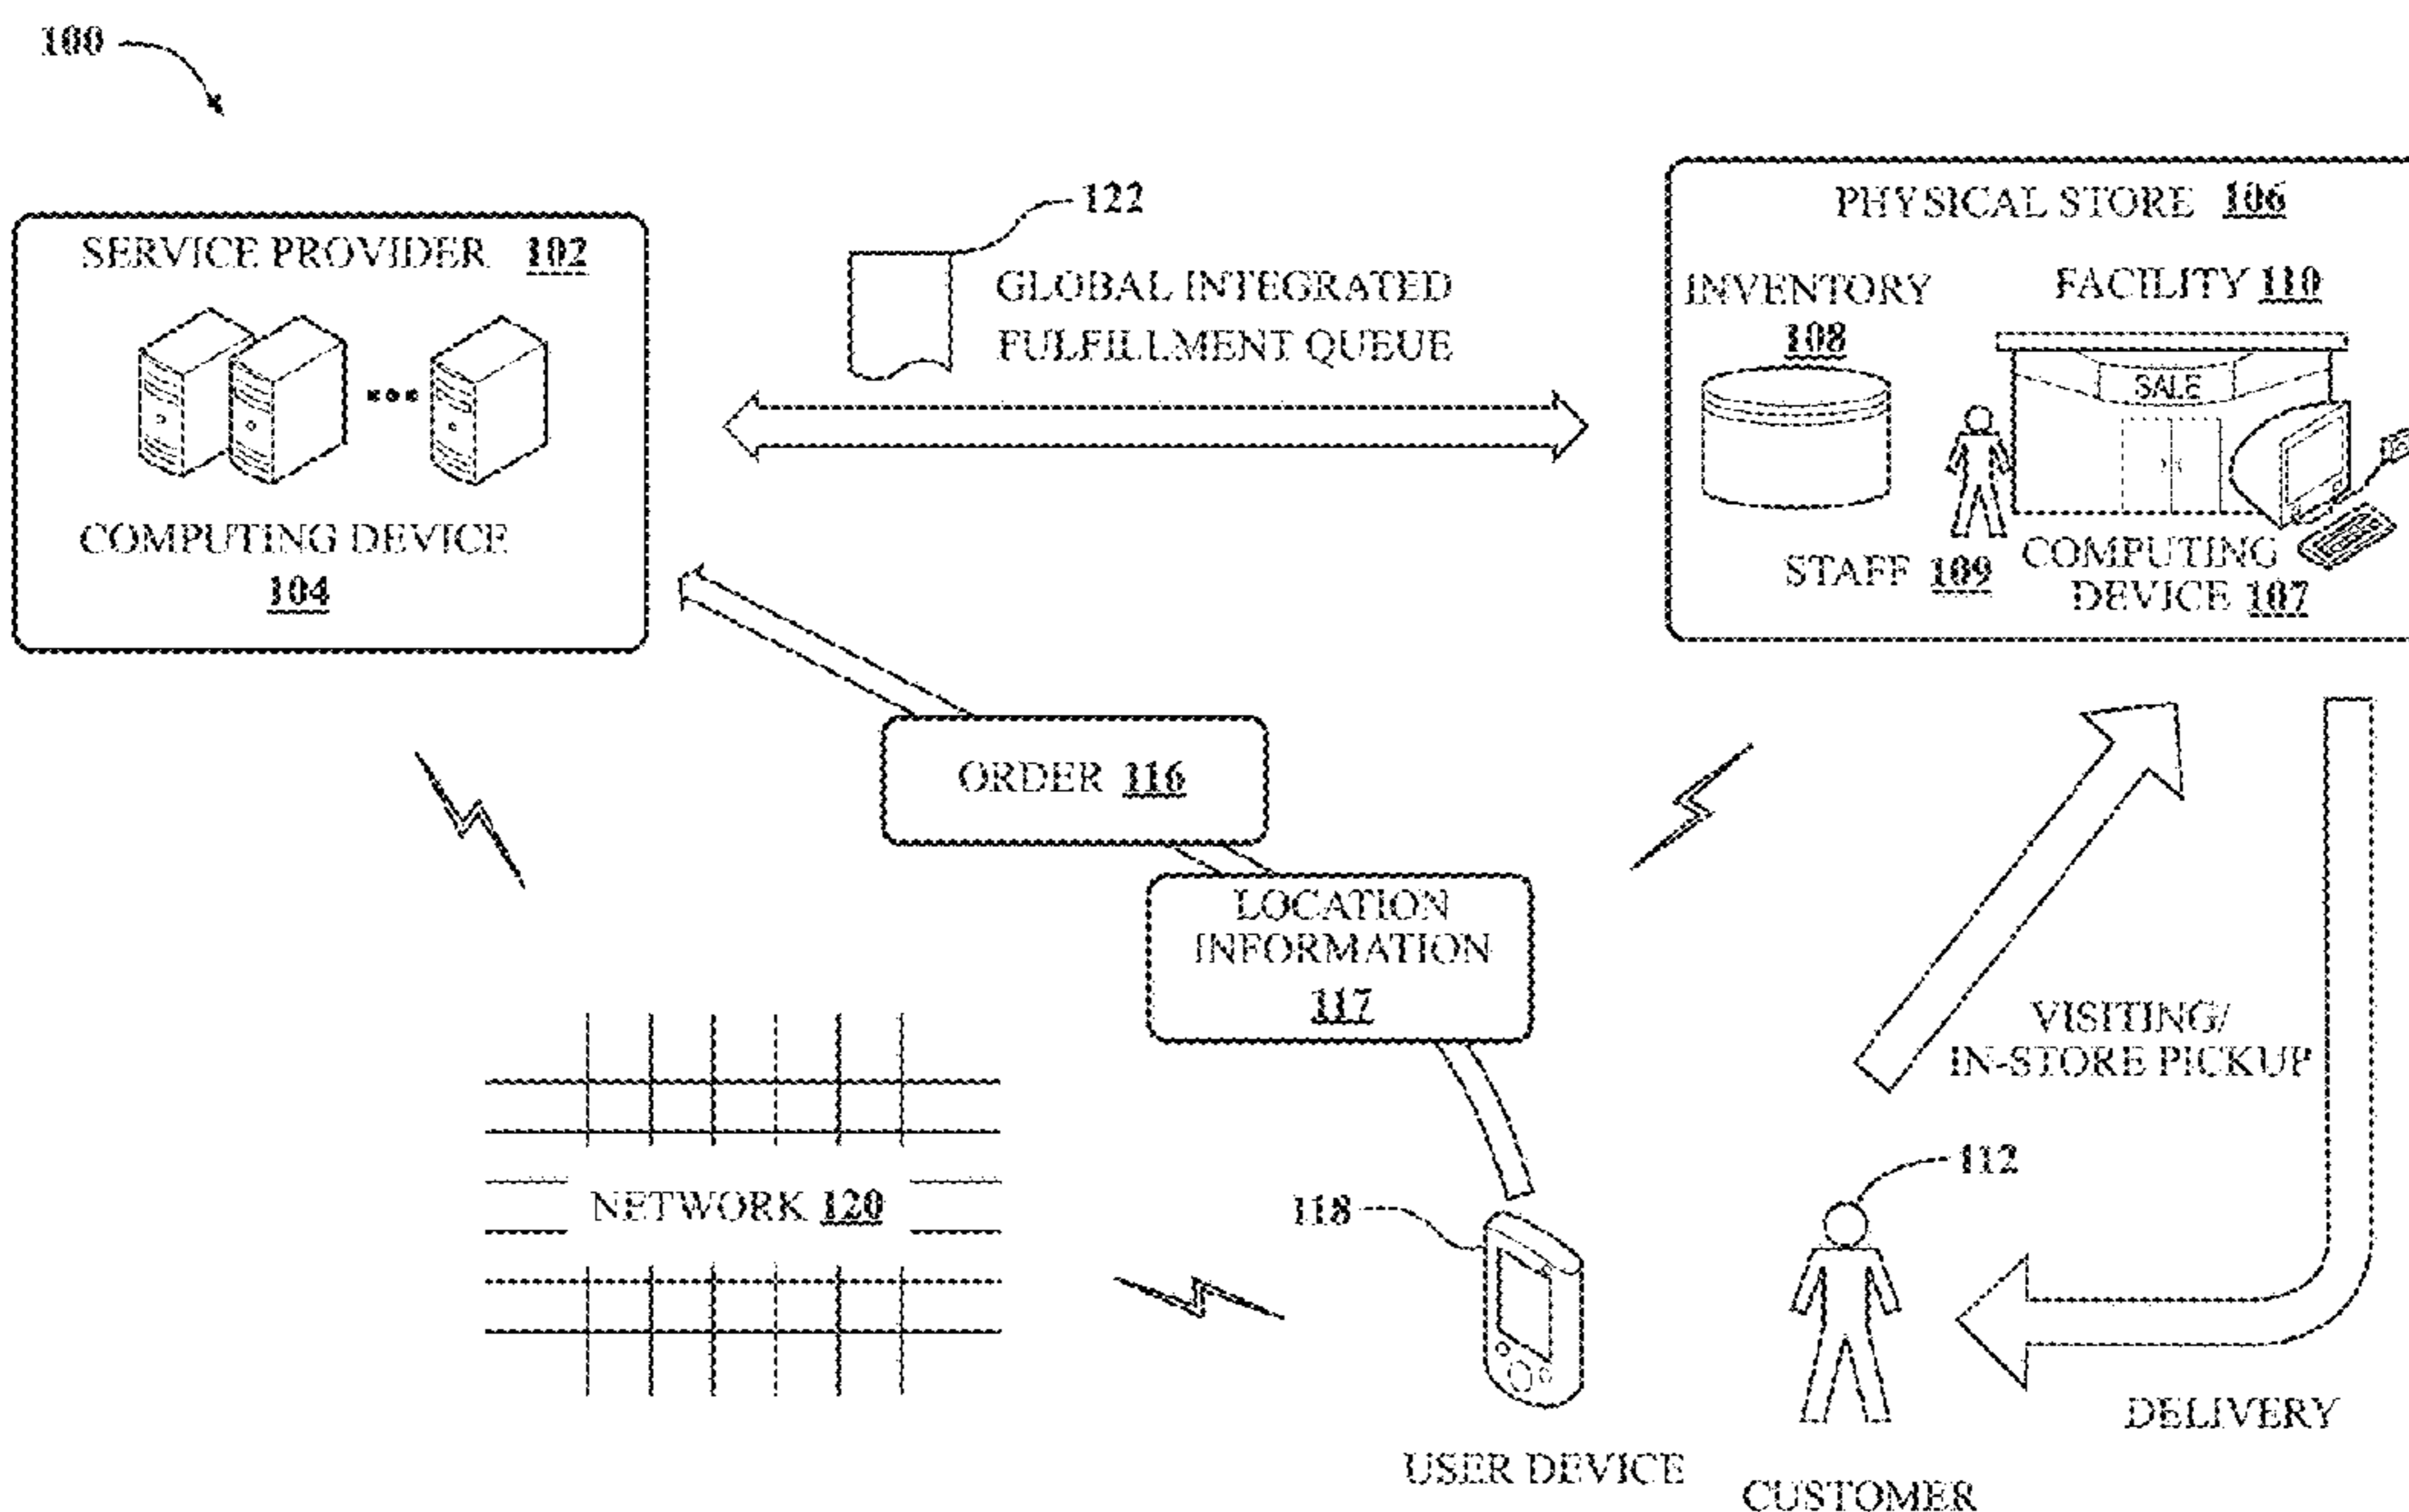 100
122
SERVICE PROVIDER 102
COMPUTING DEVICE
104
GLOBAL INTEGRATED
FULFILLMENT QUEUE
PHYSICAL STORE 106
INVENTORY
108
FACILITY 110
SALE
STAFF 109
COMPUTING
DEVICE 107
ORDER 116
LOCATION
INFORMATION
117
VISITING/
IN-STORE PICKUP
NETWORK 120
118
112
USER DEVICE
CUSTOMER
DELIVERY